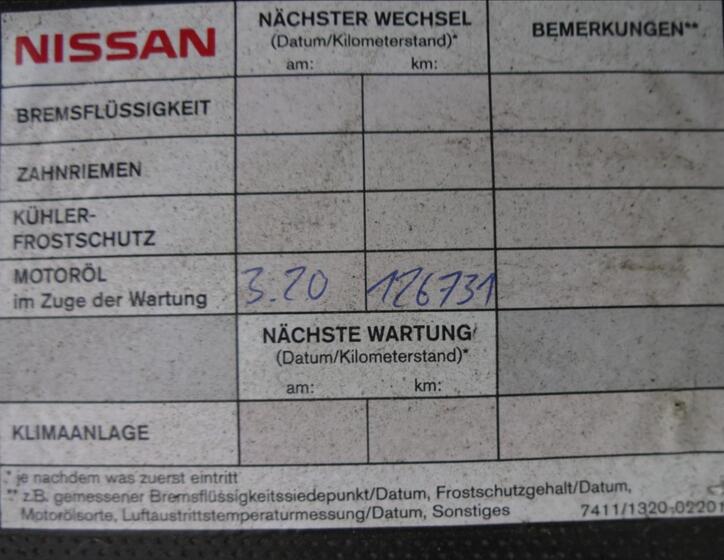 NISSAN
NÄCHSTER WECHSEL
(Datum/Kilometerstand)*
am: km:
BEMERKUNGEN**
BREMSFLÜSSIGKEIT
ZAHNRIEMEN
KÜHLER-
FROSTSCHUTZ
MOTORÖL
im Zuge der Wartung
3.20 126731
NÄCHSTE WARTUNG
(Datum/Kilometerstand)*
am: km:
KLIMAANLAGE
* je nachdem was zuerst eintritt
** z.B. gemessener Bremsflüssigkeitssiedepunkt/Datum, Frostschutzgehalt/Datum,
Motorölsorte, Luftaustrittstemperaturmessung/Datum, Sonstiges 7411/1320-02201